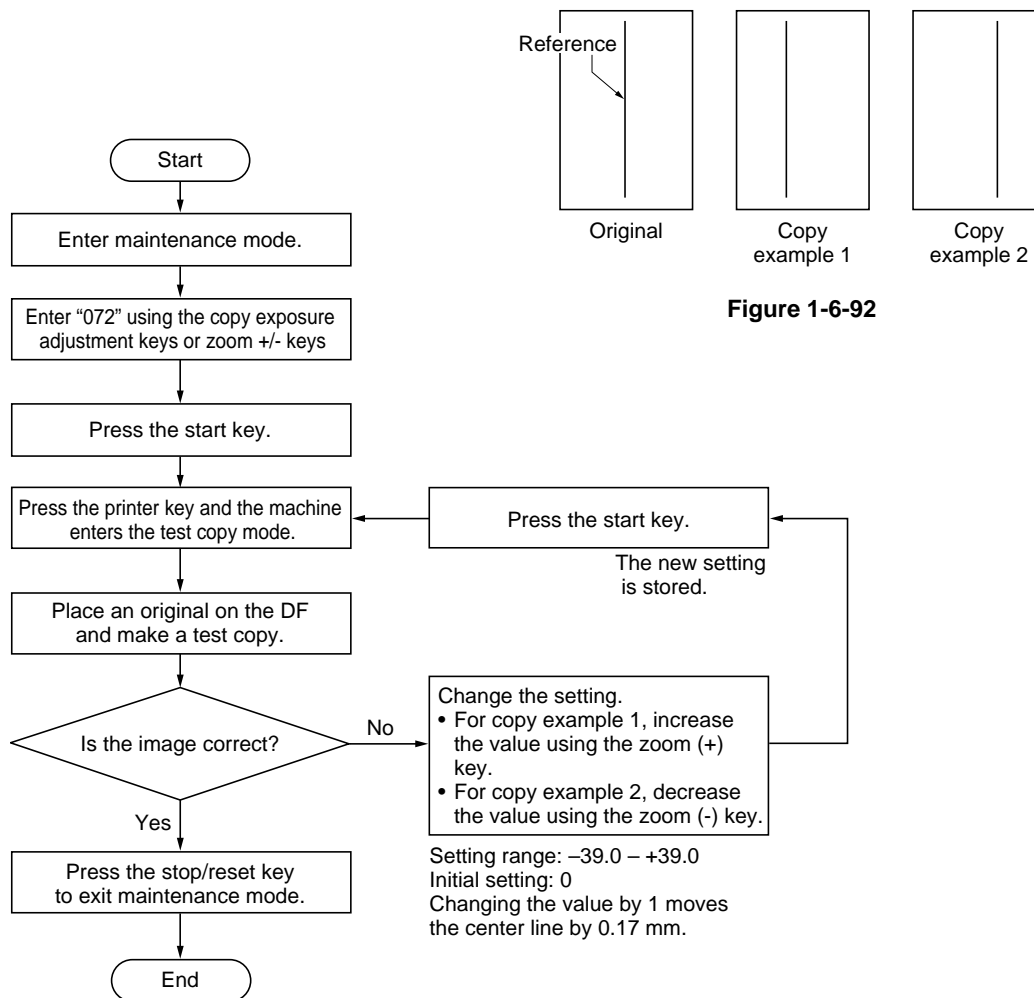 Reference
Original
Copy
example 1
Copy
example 2
Figure 1-6-92
Start
Enter maintenance mode.
Enter “072” using the copy exposure
adjustment keys or zoom +/- keys
Press the start key.
Press the printer key and the machine
enters the test copy mode.
Place an original on the DF
and make a test copy.
Is the image correct?
No
Yes
Change the setting.
• For copy example 1, increase
the value using the zoom (+)
key.
• For copy example 2, decrease
the value using the zoom (-) key.
Setting range: –39.0 – +39.0
Initial setting: 0
Changing the value by 1 moves
the center line by 0.17 mm.
Press the start key.
The new setting
is stored.
Press the stop/reset key
to exit maintenance mode.
End